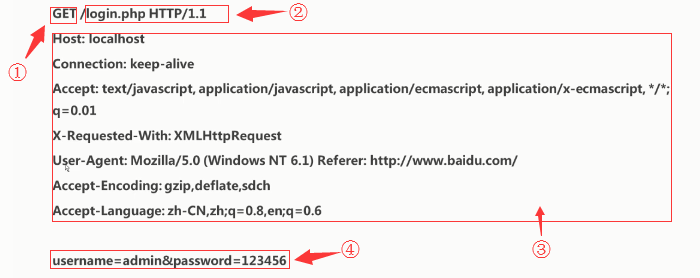 GET /login.php HTTP/1.1 ②
①
Host: localhost
Connection: keep-alive
Accept: text/javascript, application/javascript, application/ecmascript, application/x-ecmascript, */*;
q=0.01
X-Requested-With: XMLHttpRequest
User-Agent: Mozilla/5.0 (Windows NT 6.1) Referer: http://www.baidu.com/
Accept-Encoding: gzip,deflate,sdch
Accept-Language: zh-CN,zh;q=0.8,en;q=0.6
③
username=admin&password=123456 ④